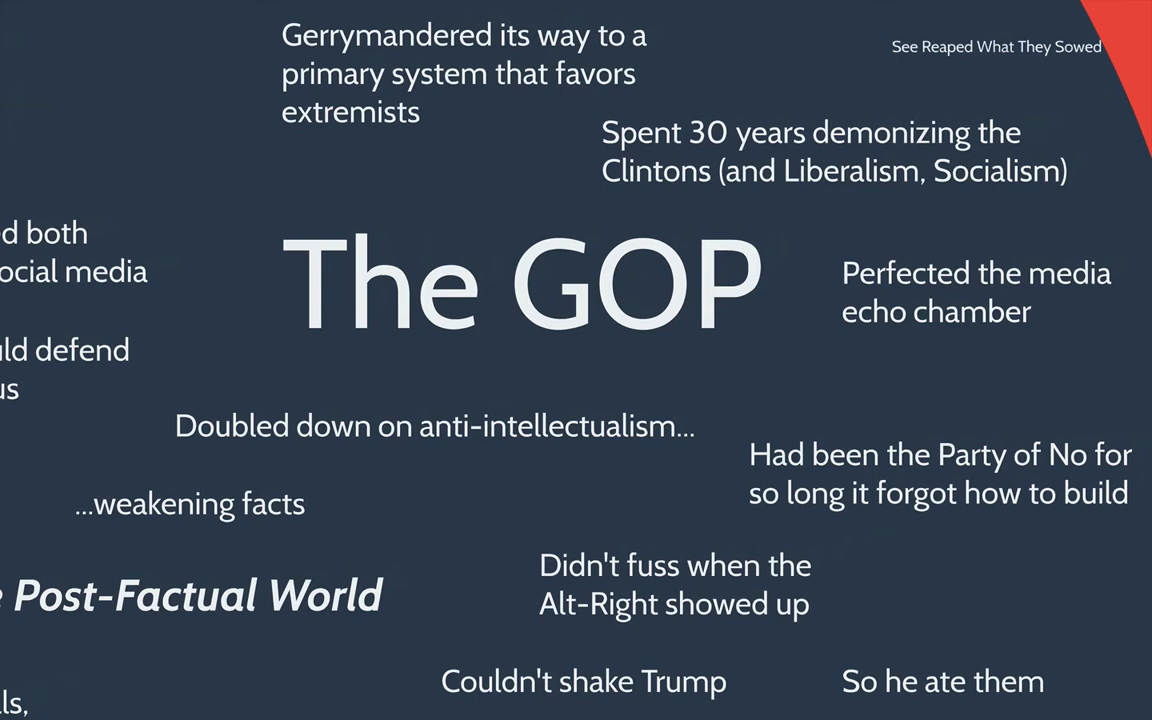 Gerrymandered its way to a
primary system that favors
extremists
See Reaped What They Sowed
Spent 30 years demonizing the
Clintons (and Liberalism, Socialism)
both
social media
The GOP
Perfected the media
echo chamber
defend
Doubled down on anti-intellectualism...
Had been the Party of No for
so long it forgot how to build
...weakening facts
Didn't fuss when the
Alt-Right showed up
Post-Factual World
Couldn't shake Trump
So he ate them